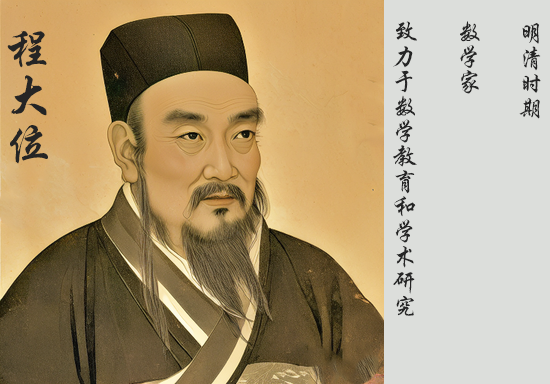 程大位
明清时期
数学家
致力于数学教育和学术研究